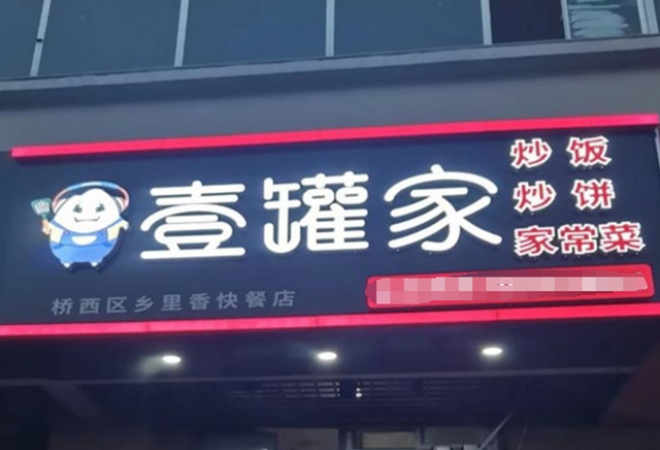 壹罐家
炒饭
炒饼
家常菜
桥西区乡里香快餐店